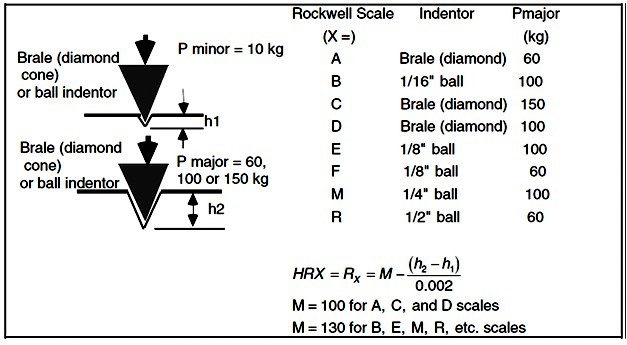 P minor = 10 kg
Brale (diamond
cone)
or ball indentor
h1
Brale (diamond
cone)
or ball indentor
P major = 60,
100 or 150 kg
h2
Rockwell Scale Indentor Pmajor
(X =) (kg)
A Brale (diamond) 60
B 1/16" ball 100
C Brale (diamond) 150
D Brale (diamond) 100
E 1/8" ball 100
F 1/8" ball 60
M 1/4" ball 100
R 1/2" ball 60
HRX = Rx = M − (h₂ − h₁) / 0.002
M = 100 for A, C, and D scales
M = 130 for B, E, M, R, etc. scales